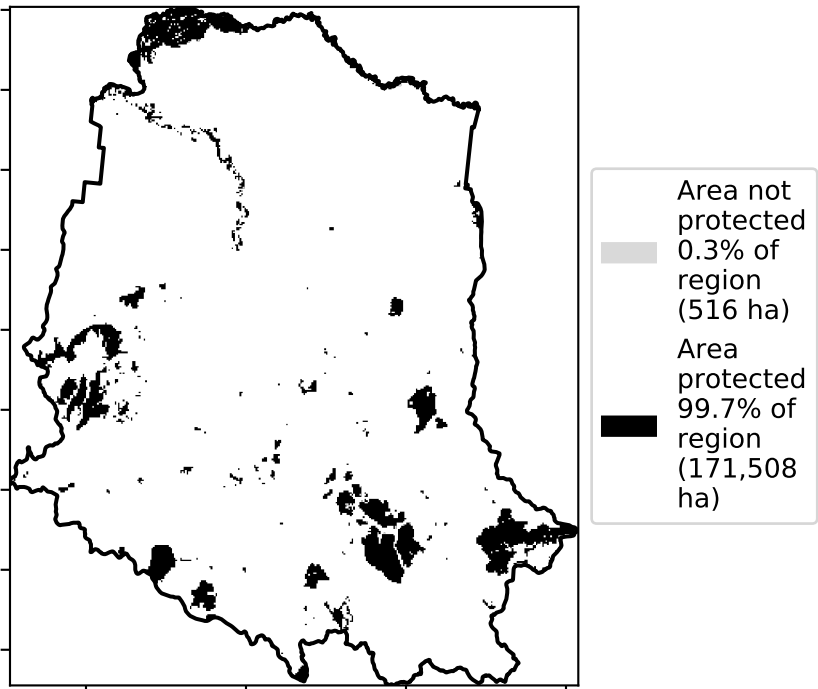 Area not
protected
0.3% of
region
(516 ha)
Area
protected
99.7% of
region
(171,508
ha)